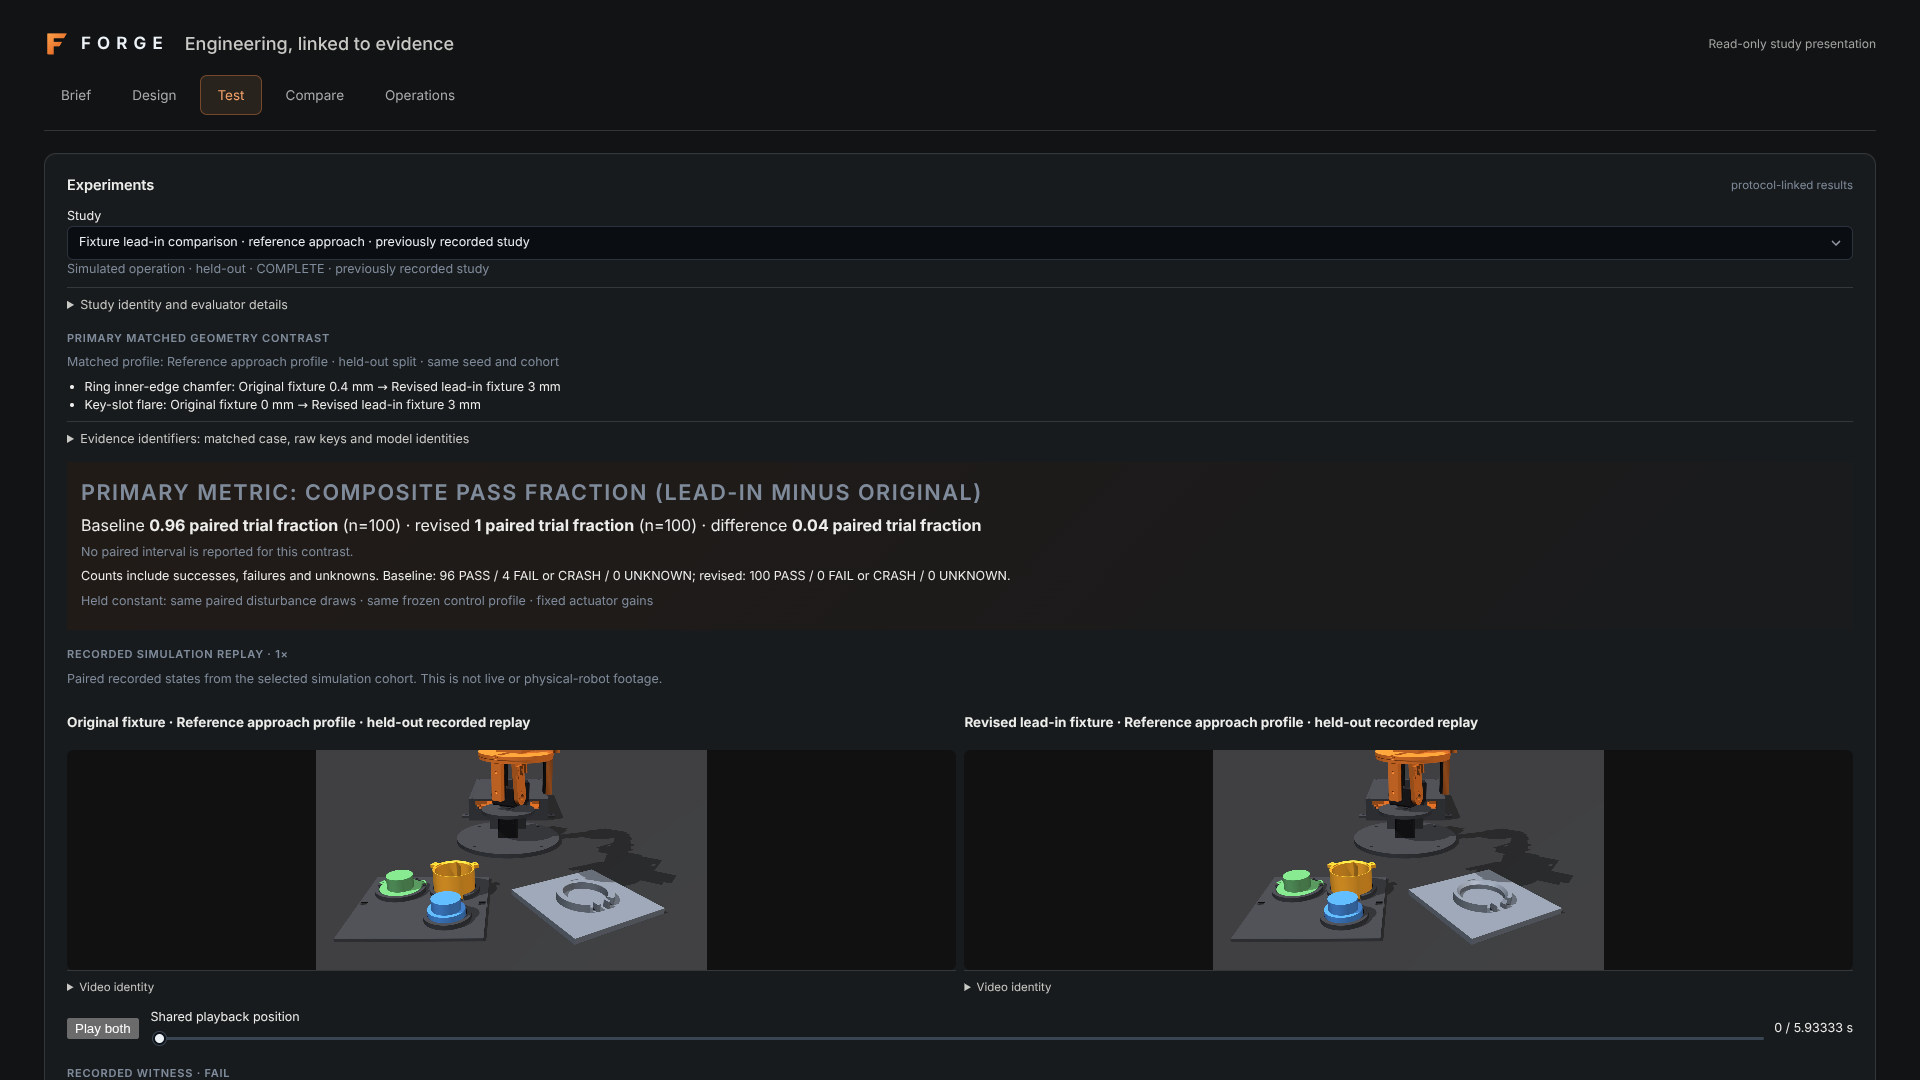 FORGE Engineering, linked to evidence
Read-only study presentation
Brief Design Test Compare Operations
Experiments
protocol-linked results
Study
Fixture lead-in comparison · reference approach · previously recorded study
Simulated operation · held-out · COMPLETE · previously recorded study
▶ Study identity and evaluator details
PRIMARY MATCHED GEOMETRY CONTRAST
Matched profile: Reference approach profile · held-out split · same seed and cohort
• Ring inner-edge chamfer: Original fixture 0.4 mm → Revised lead-in fixture 3 mm
• Key-slot flare: Original fixture 0 mm → Revised lead-in fixture 3 mm
▶ Evidence identifiers: matched case, raw keys and model identities
PRIMARY METRIC: COMPOSITE PASS FRACTION (LEAD-IN MINUS ORIGINAL)
Baseline 0.96 paired trial fraction (n=100) · revised 1 paired trial fraction (n=100) · difference 0.04 paired trial fraction
No paired interval is reported for this contrast.
Counts include successes, failures and unknowns. Baseline: 96 PASS / 4 FAIL or CRASH / 0 UNKNOWN; revised: 100 PASS / 0 FAIL or CRASH / 0 UNKNOWN.
Held constant: same paired disturbance draws · same frozen control profile · fixed actuator gains
RECORDED SIMULATION REPLAY · 1×
Paired recorded states from the selected simulation cohort. This is not live or physical-robot footage.
Original fixture · Reference approach profile · held-out recorded replay
Revised lead-in fixture · Reference approach profile · held-out recorded replay
▶ Video identity
▶ Video identity
Play both
Shared playback position
0 / 5.93333 s
RECORDED WITNESS · FAIL